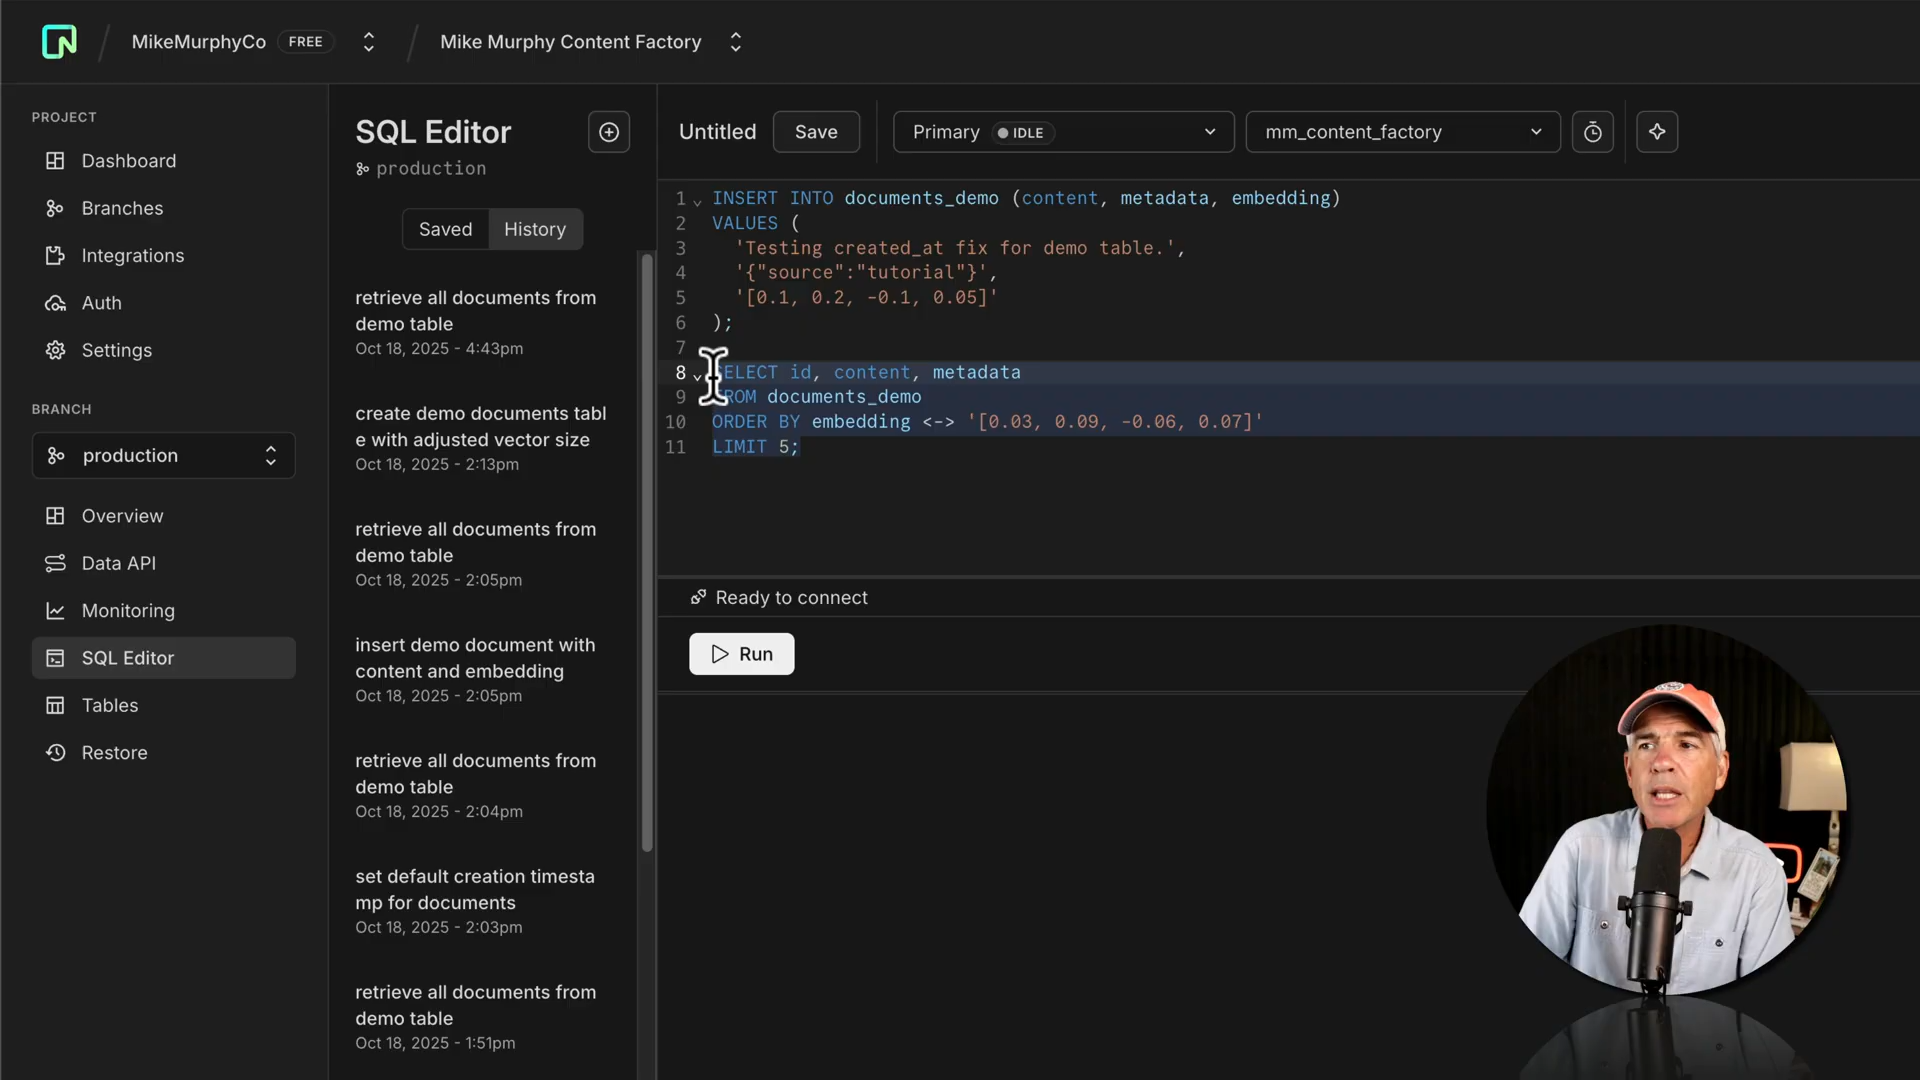 MikeMurphyCo FREE
Mike Murphy Content Factory
PROJECT
Dashboard
Branches
Integrations
Auth
Settings
BRANCH
production
Overview
Data API
Monitoring
SQL Editor
Tables
Restore
SQL Editor
production
Saved History
retrieve all documents from
demo table
Oct 18, 2025 - 4:43pm
create demo documents tabl
e with adjusted vector size
Oct 18, 2025 - 2:13pm
retrieve all documents from
demo table
Oct 18, 2025 - 2:05pm
insert demo document with
content and embedding
Oct 18, 2025 - 2:05pm
retrieve all documents from
demo table
Oct 18, 2025 - 2:04pm
set default creation timesta
mp for documents
Oct 18, 2025 - 2:03pm
retrieve all documents from
demo table
Oct 18, 2025 - 1:51pm
Untitled Save Primary IDLE mm_content_factory
1 INSERT INTO documents_demo (content, metadata, embedding)
2 VALUES (
3 'Testing created_at fix for demo table.',
4 '{"source":"tutorial"}',
5 '[0.1, 0.2, -0.1, 0.05]'
6 );
7
8 SELECT id, content, metadata
9 FROM documents_demo
10 ORDER BY embedding <-> '[0.03, 0.09, -0.06, 0.07]'
11 LIMIT 5;
Ready to connect
Run